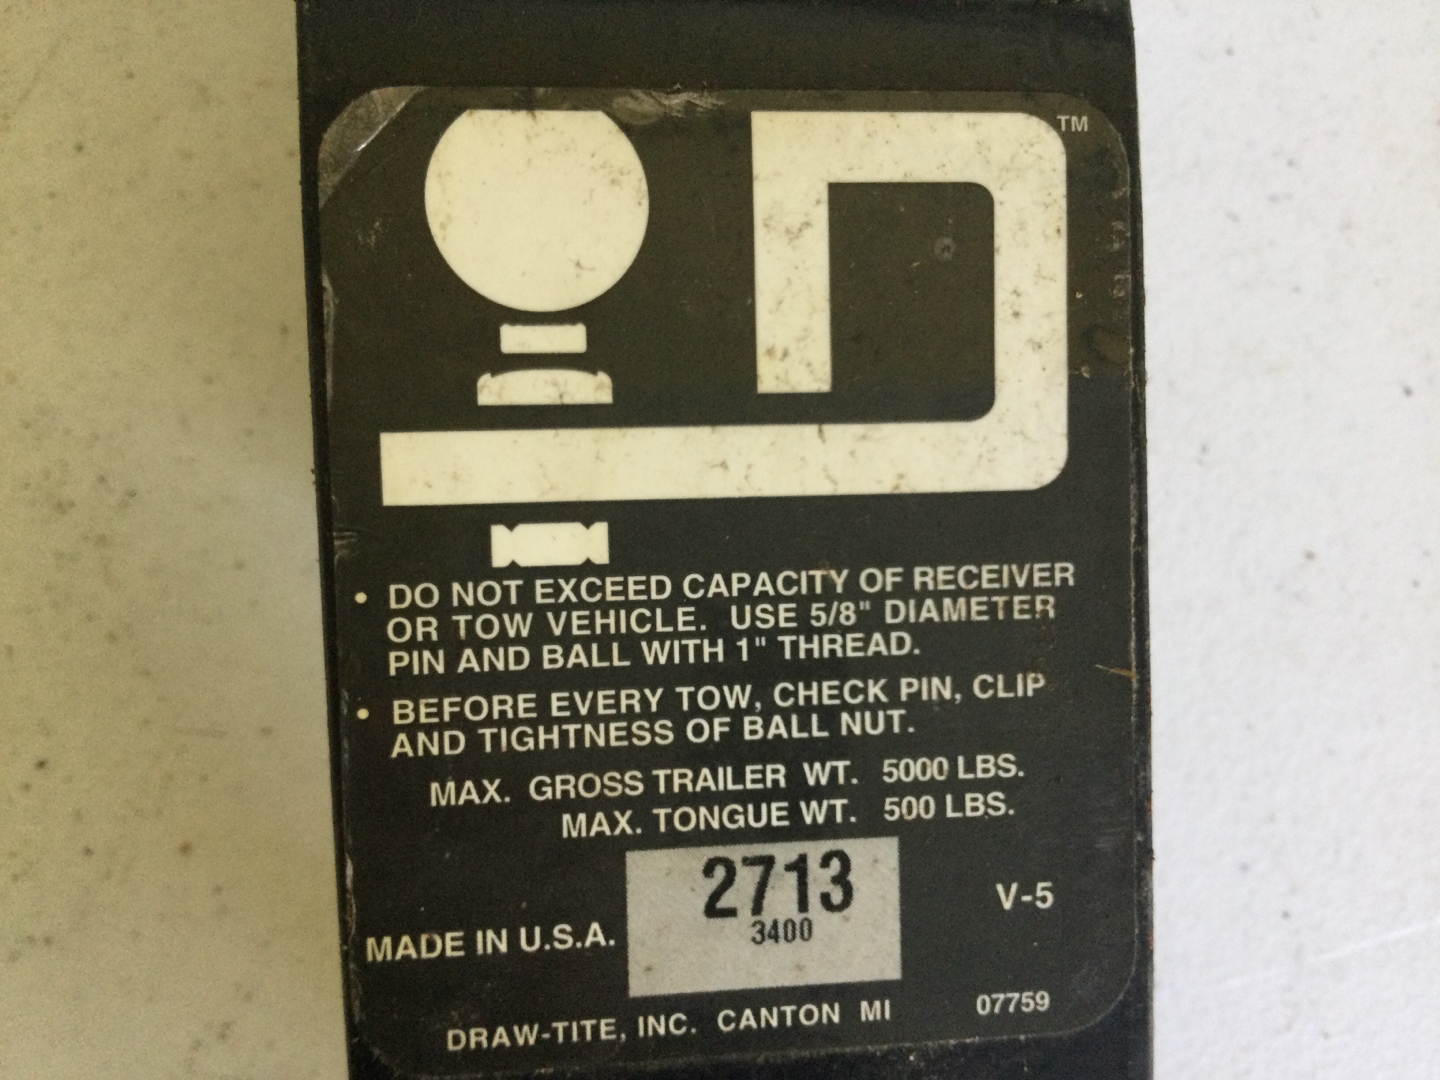 TM
• DO NOT EXCEED CAPACITY OF RECEIVER
OR TOW VEHICLE. USE 5/8" DIAMETER
PIN AND BALL WITH 1" THREAD.
• BEFORE EVERY TOW, CHECK PIN, CLIP
AND TIGHTNESS OF BALL NUT.
MAX. GROSS TRAILER WT. 5000 LBS.
MAX. TONGUE WT. 500 LBS.
2713
3400
V-5
MADE IN U.S.A.
DRAW-TITE, INC. CANTON MI
07759